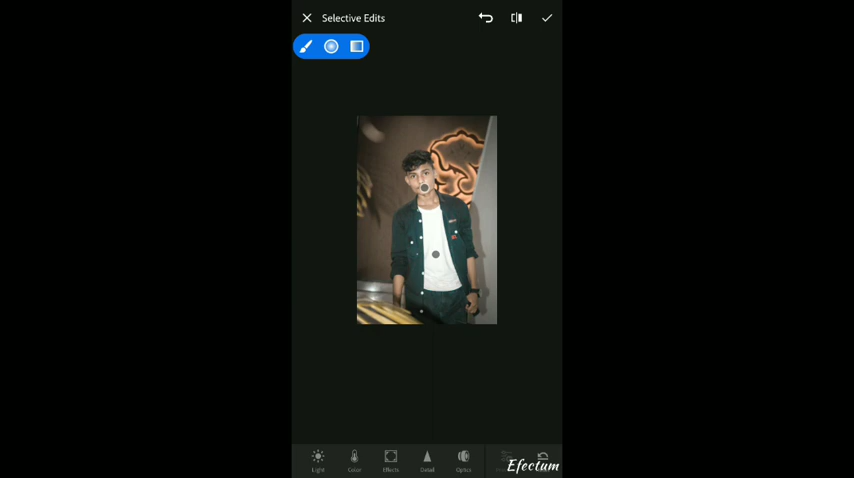 Selective Edits
Light
Color
Effects
Detail
Optics
Efectum